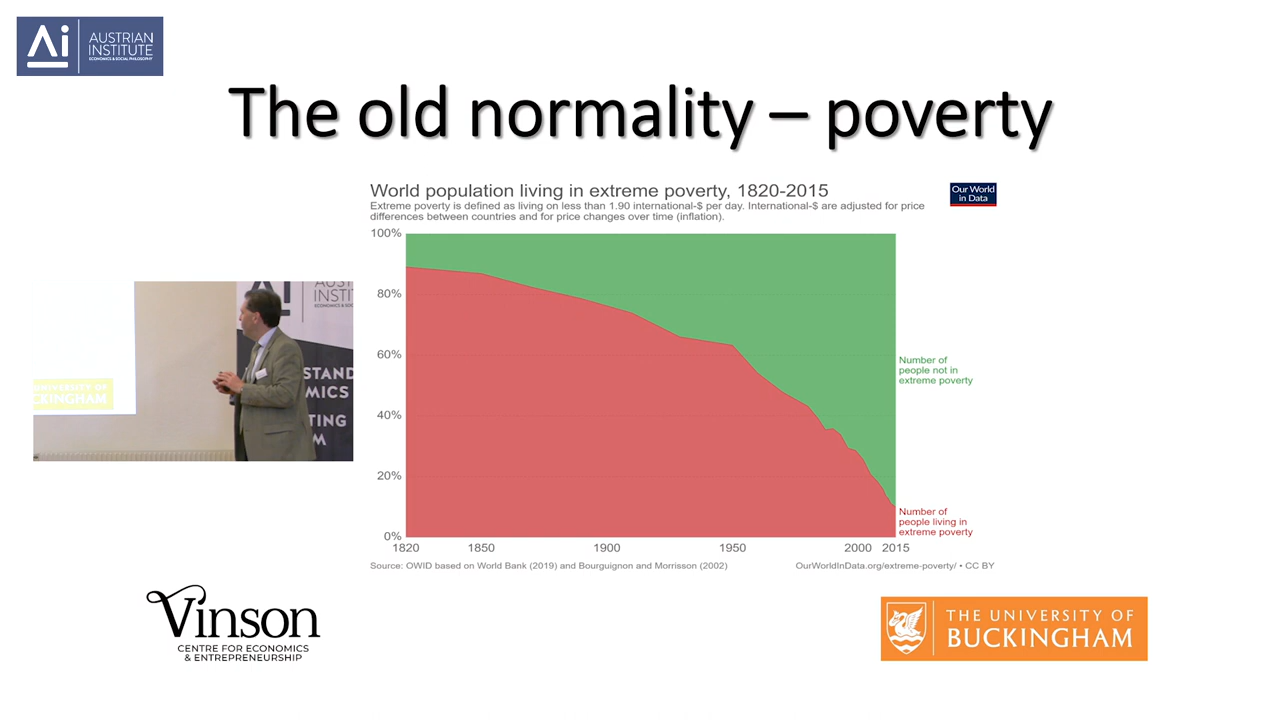 Ai
AUSTRIAN
INSTITUTE
ECONOMICS & SOCIAL PHILOSOPHY
The old normality – poverty
World population living in extreme poverty, 1820-2015
Extreme poverty is defined as living on less than 1.90 international-$ per day. International-$ are adjusted for price
differences between countries and for price changes over time (inflation).
Our World
in Data
100%
80%
60%
40%
20%
0%
1820
1850
1900
1950
2000
2015
Number of
people not in
extreme poverty
Number of
people living in
extreme poverty
Source: OWID based on World Bank (2019) and Bourguignon and Morrisson (2002)
OurWorldInData.org/extreme-poverty/ • CC BY
UNIVERSITY OF
CKINGHAM
INSTIT
STAND
MICS
TING
M
Vinson
CENTRE FOR ECONOMICS
& ENTREPRENEURSHIP
THE UNIVERSITY OF
BUCKINGHAM